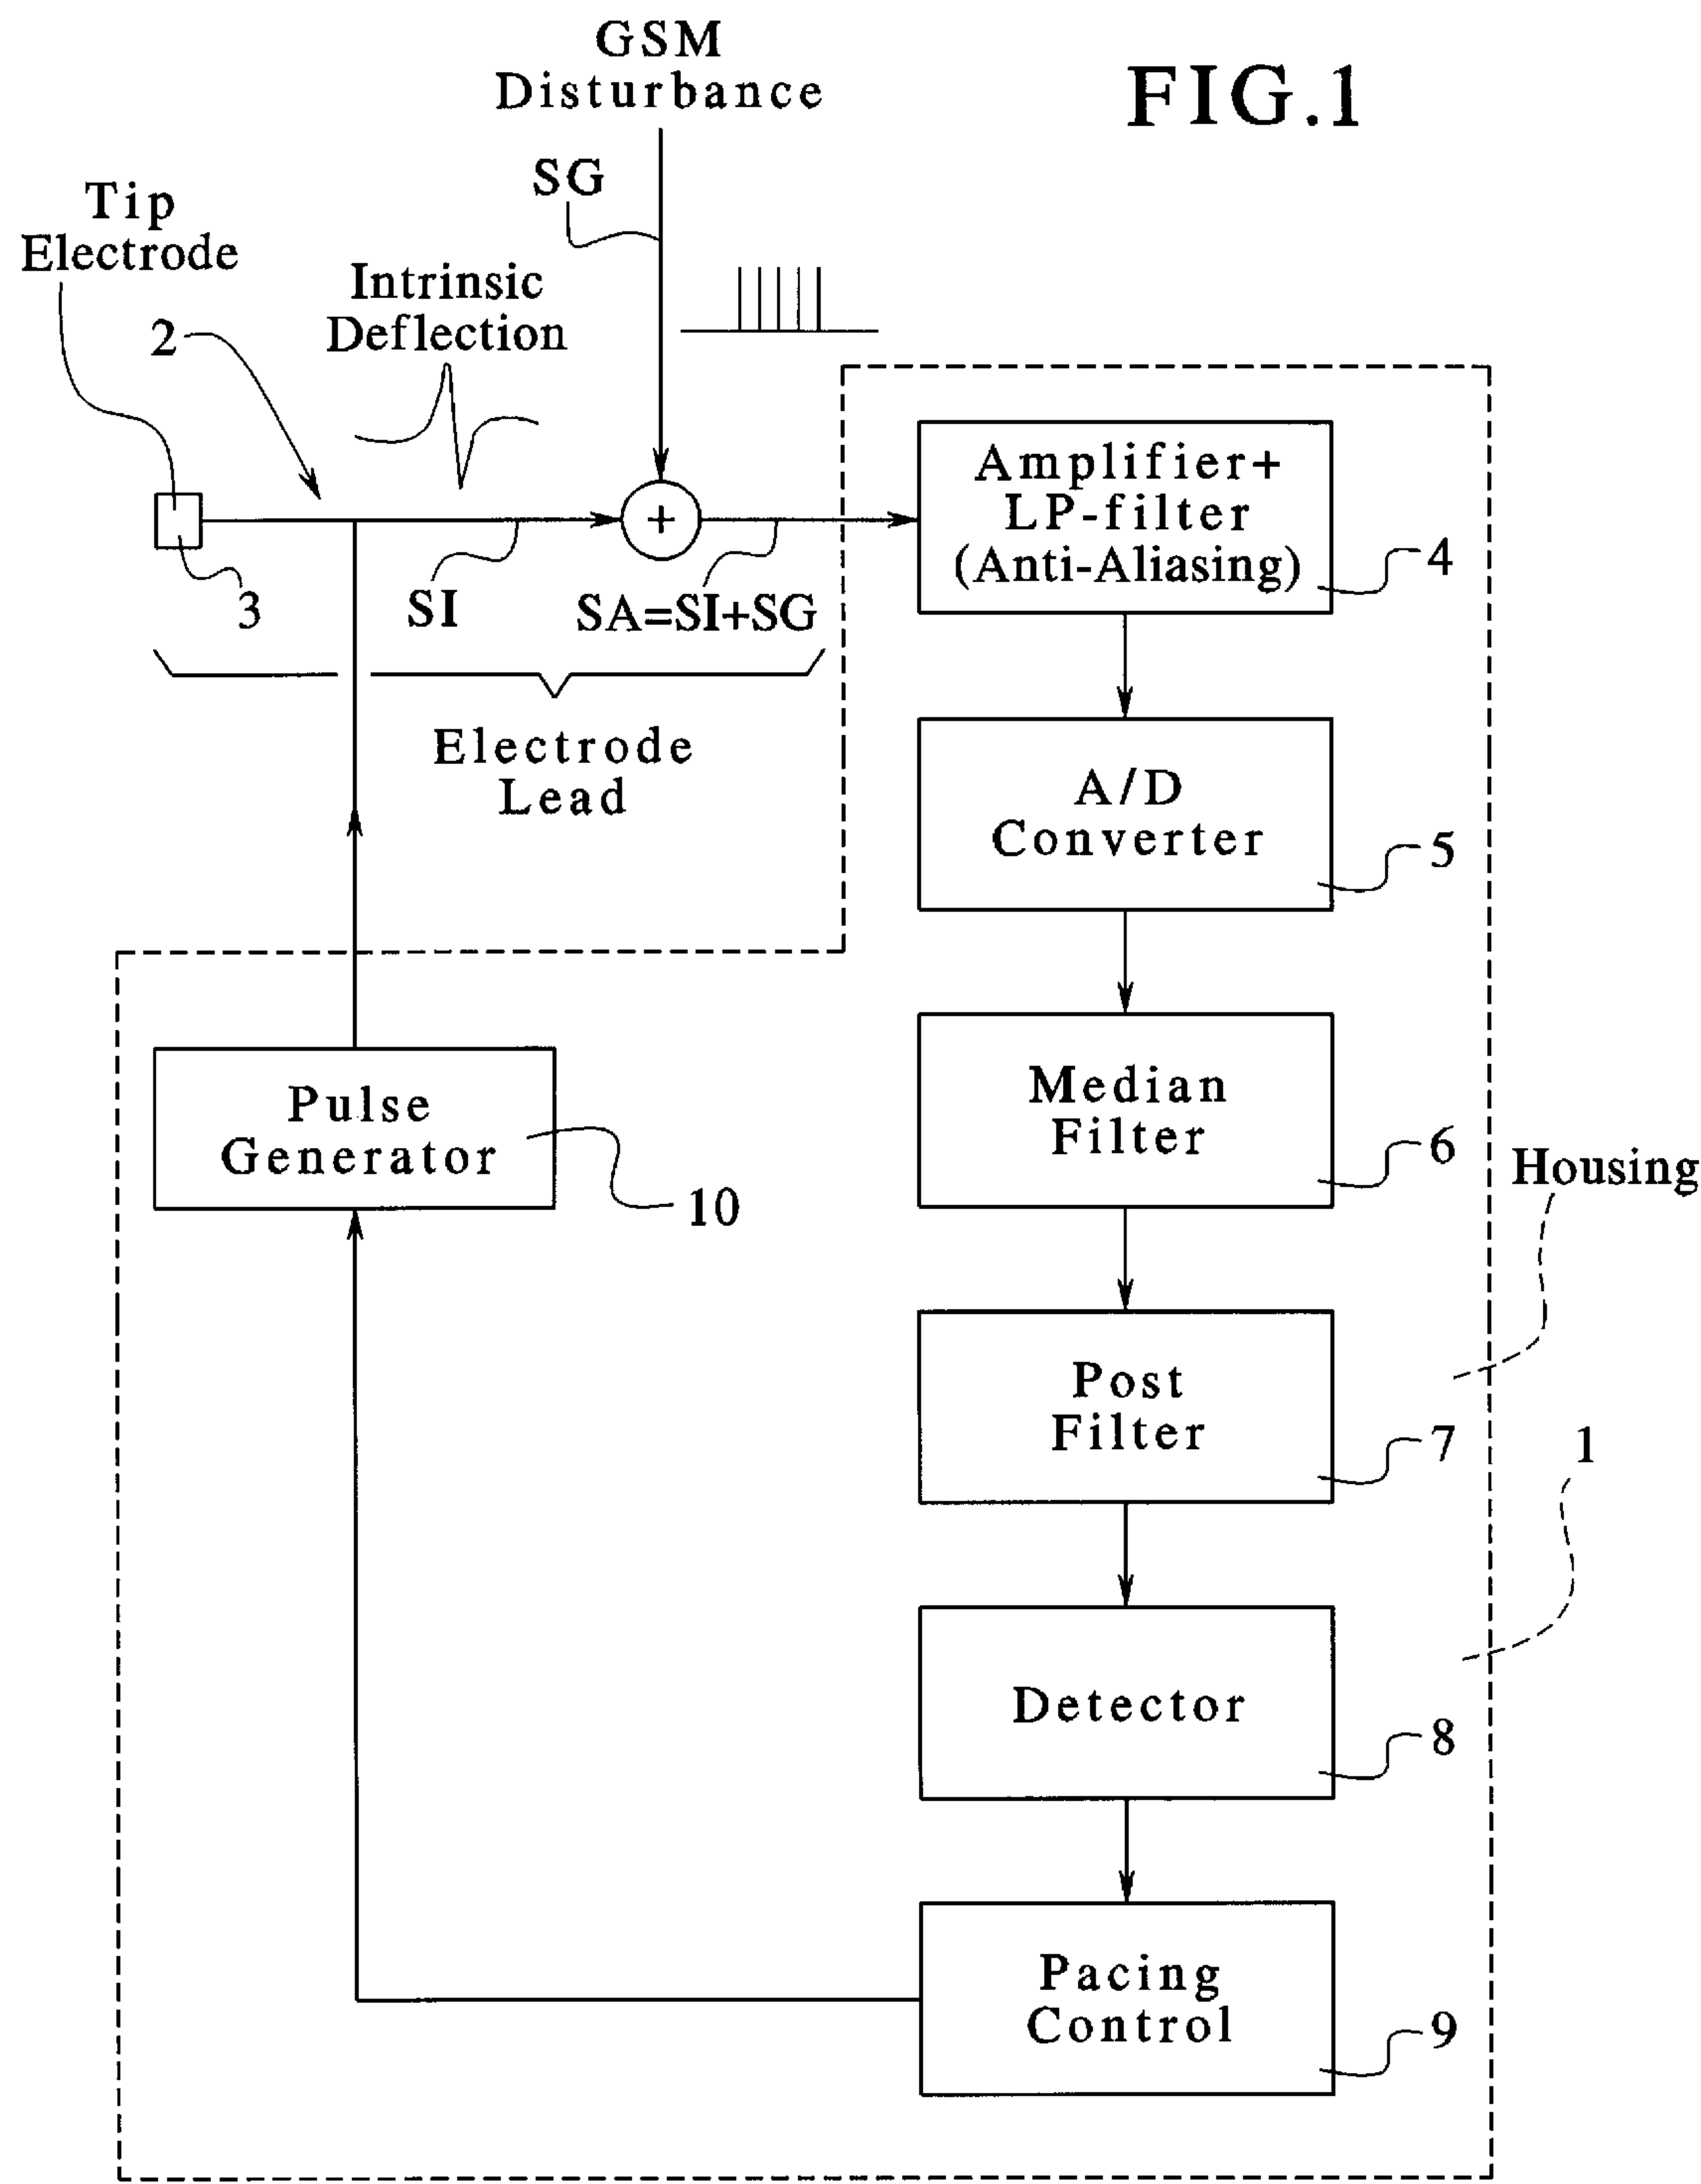 GSM
Disturbance
FIG.1
SG
Tip
Electrode
Intrinsic
Deflection
2
Amplifier+
LP-filter
(Anti-Aliasing)
4
+
3
SI
SA=SI+SG
Electrode
Lead
A/D
Converter
5
Median
Filter
6
Pulse
Generator
10
Housing
Post
Filter
7
1
Detector
8
Pacing
Control
9